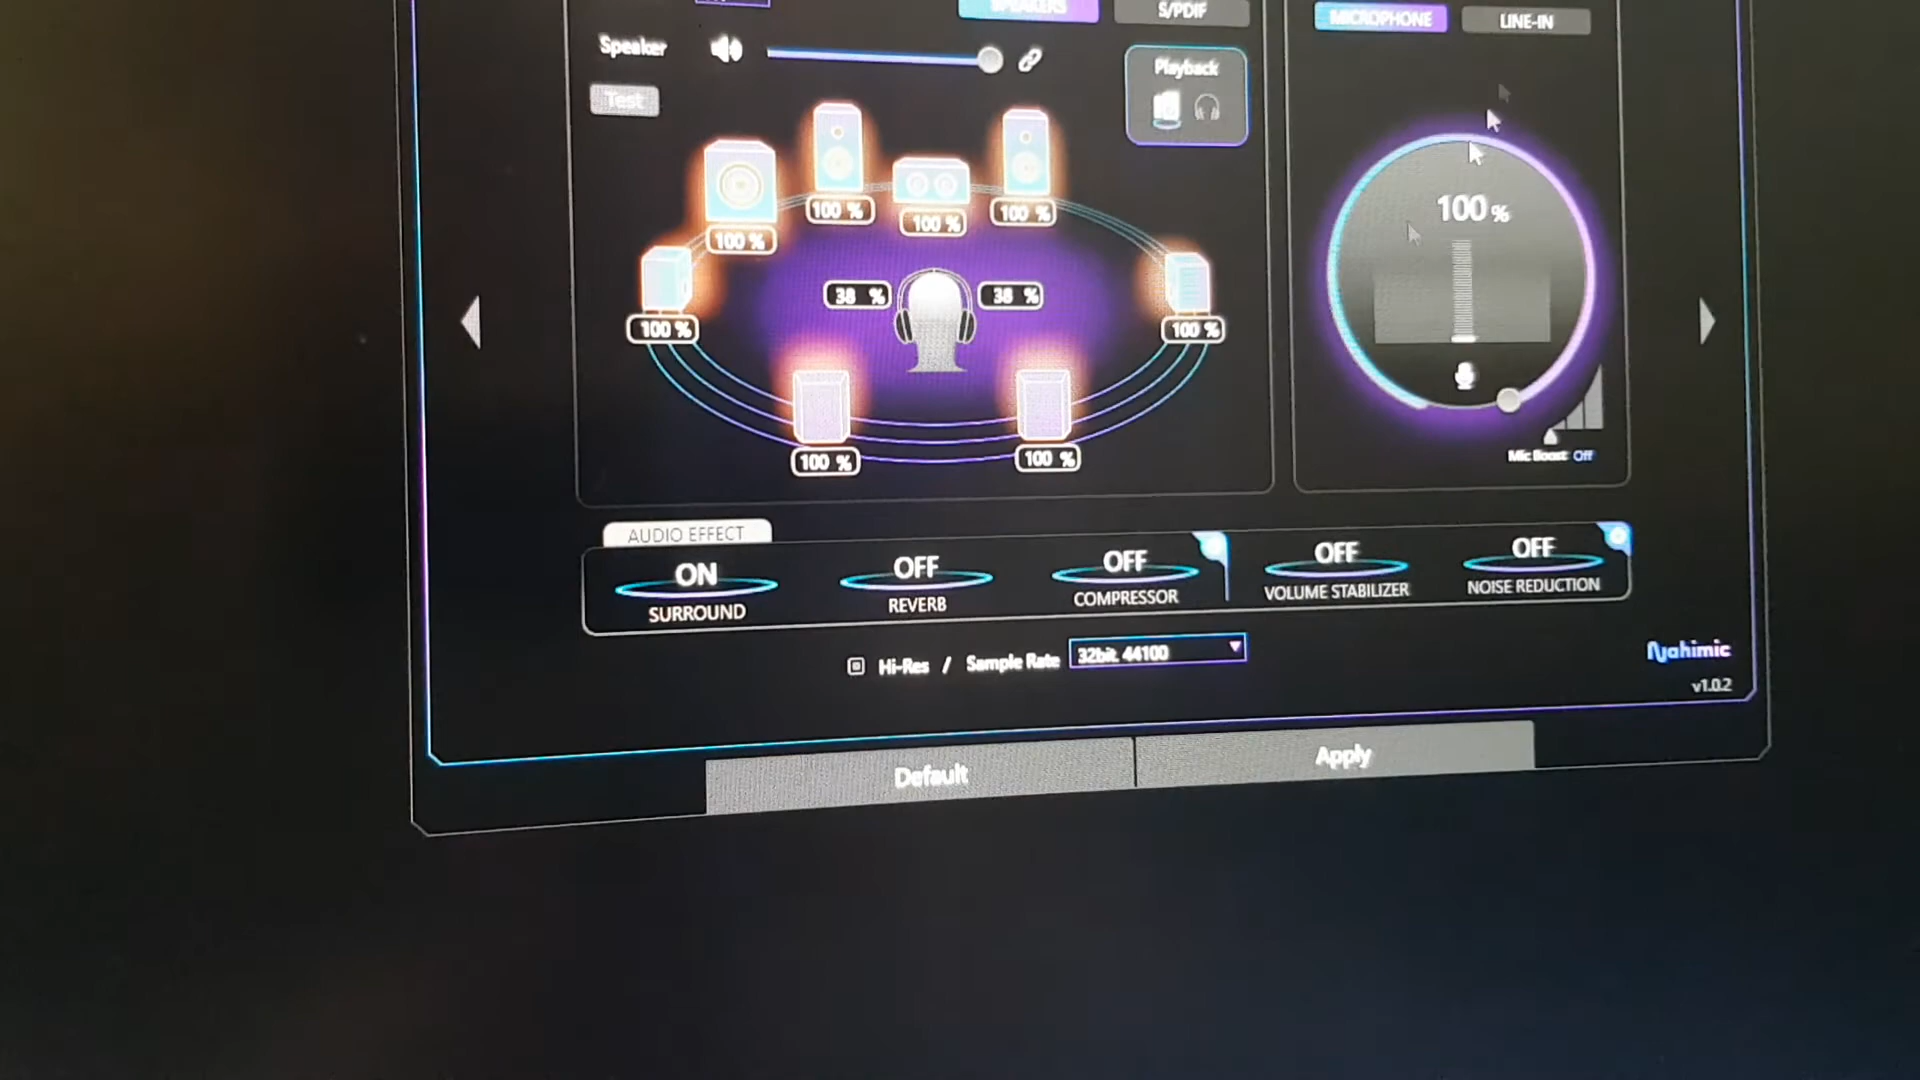 SPEAKERS
S/PDIF
MICROPHONE
LINE-IN
Speaker
Playback
Test
100 %
100 %
100 %
100 %
100 %
100 %
38 %
38 %
100 %
100 %
100 %
100 %
Mic Boost Off
AUDIO EFFECT
ON
OFF
OFF
OFF
OFF
SURROUND
REVERB
COMPRESSOR
VOLUME STABILIZER
NOISE REDUCTION
Hi-Res / Sample Rate
32bit, 44100
Nahimic
v1.0.2
Default
Apply